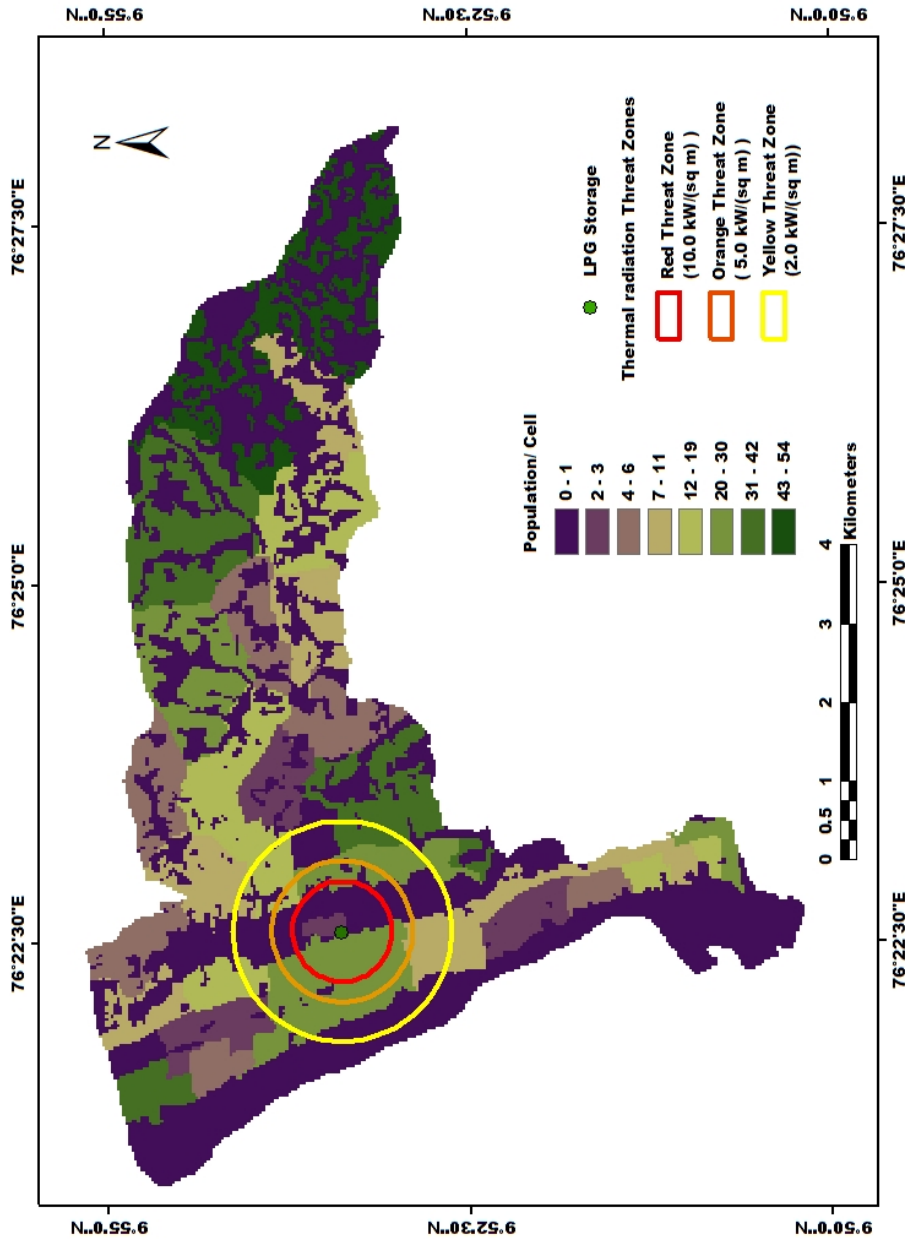 76°22'30"E
76°25'0"E
76°27'30"E
9°55'0"N
9°55'0"N
N
9°52'30"N
9°52'30"N
Population/ Cell
0 - 1
2 - 3
4 - 6
7 - 11
12 - 19
20 - 30
31 - 42
43 - 54
LPG Storage
Thermal radiation Threat Zones
Red Threat Zone
(10.0 kW/(sq m) )
Orange Threat Zone
( 5.0 kW/(sq m) )
Yellow Threat Zone
(2.0 kW/(sq m))
0 0.5 1 2 3 4
Kilometers
9°50'0"N
9°50'0"N
76°22'30"E
76°25'0"E
76°27'30"E